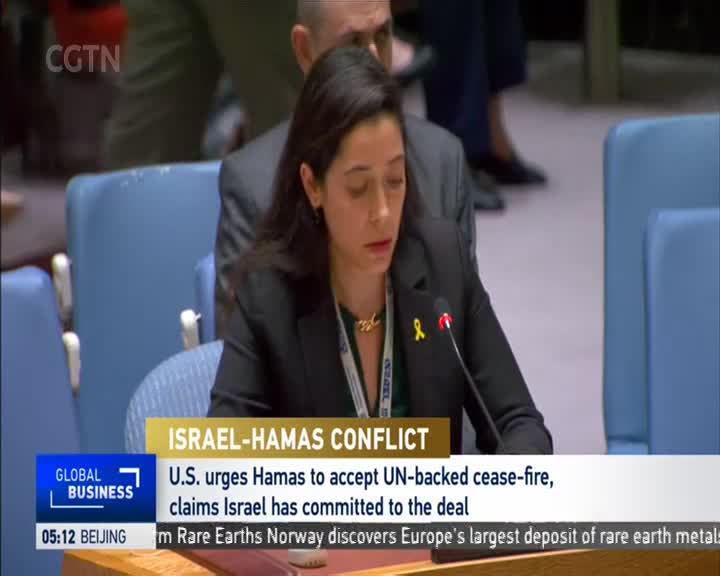 CGTN
ISRAEL-HAMAS CONFLICT
GLOBAL
BUSINESS
U.S. urges Hamas to accept UN-backed cease-fire,
claims Israel has committed to the deal
05:12 BEIJING
Rare Earths Norway discovers Europe's largest deposit of rare earth metals